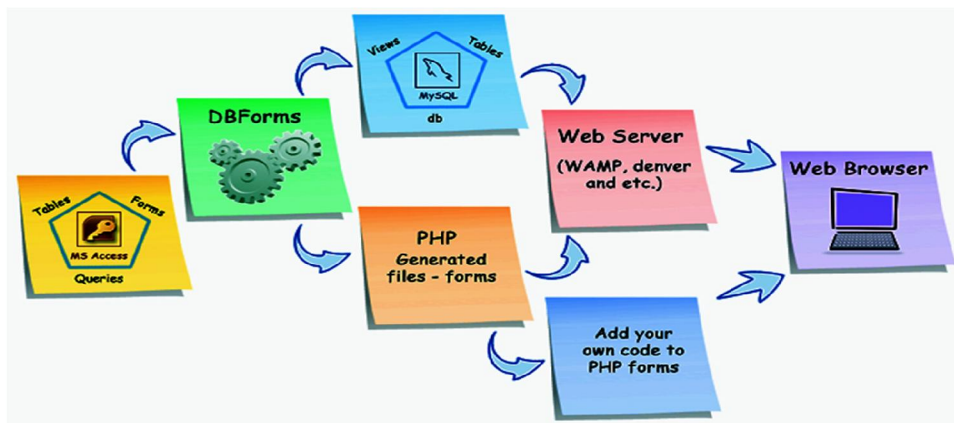 Tables
Forms
MS Access
Queries
DBForms
Views
Tables
MySQL
db
PHP
Generated
files - forms
Web Server
(WAMP, denver
and etc.)
Add your
own code to
PHP forms
Web Browser